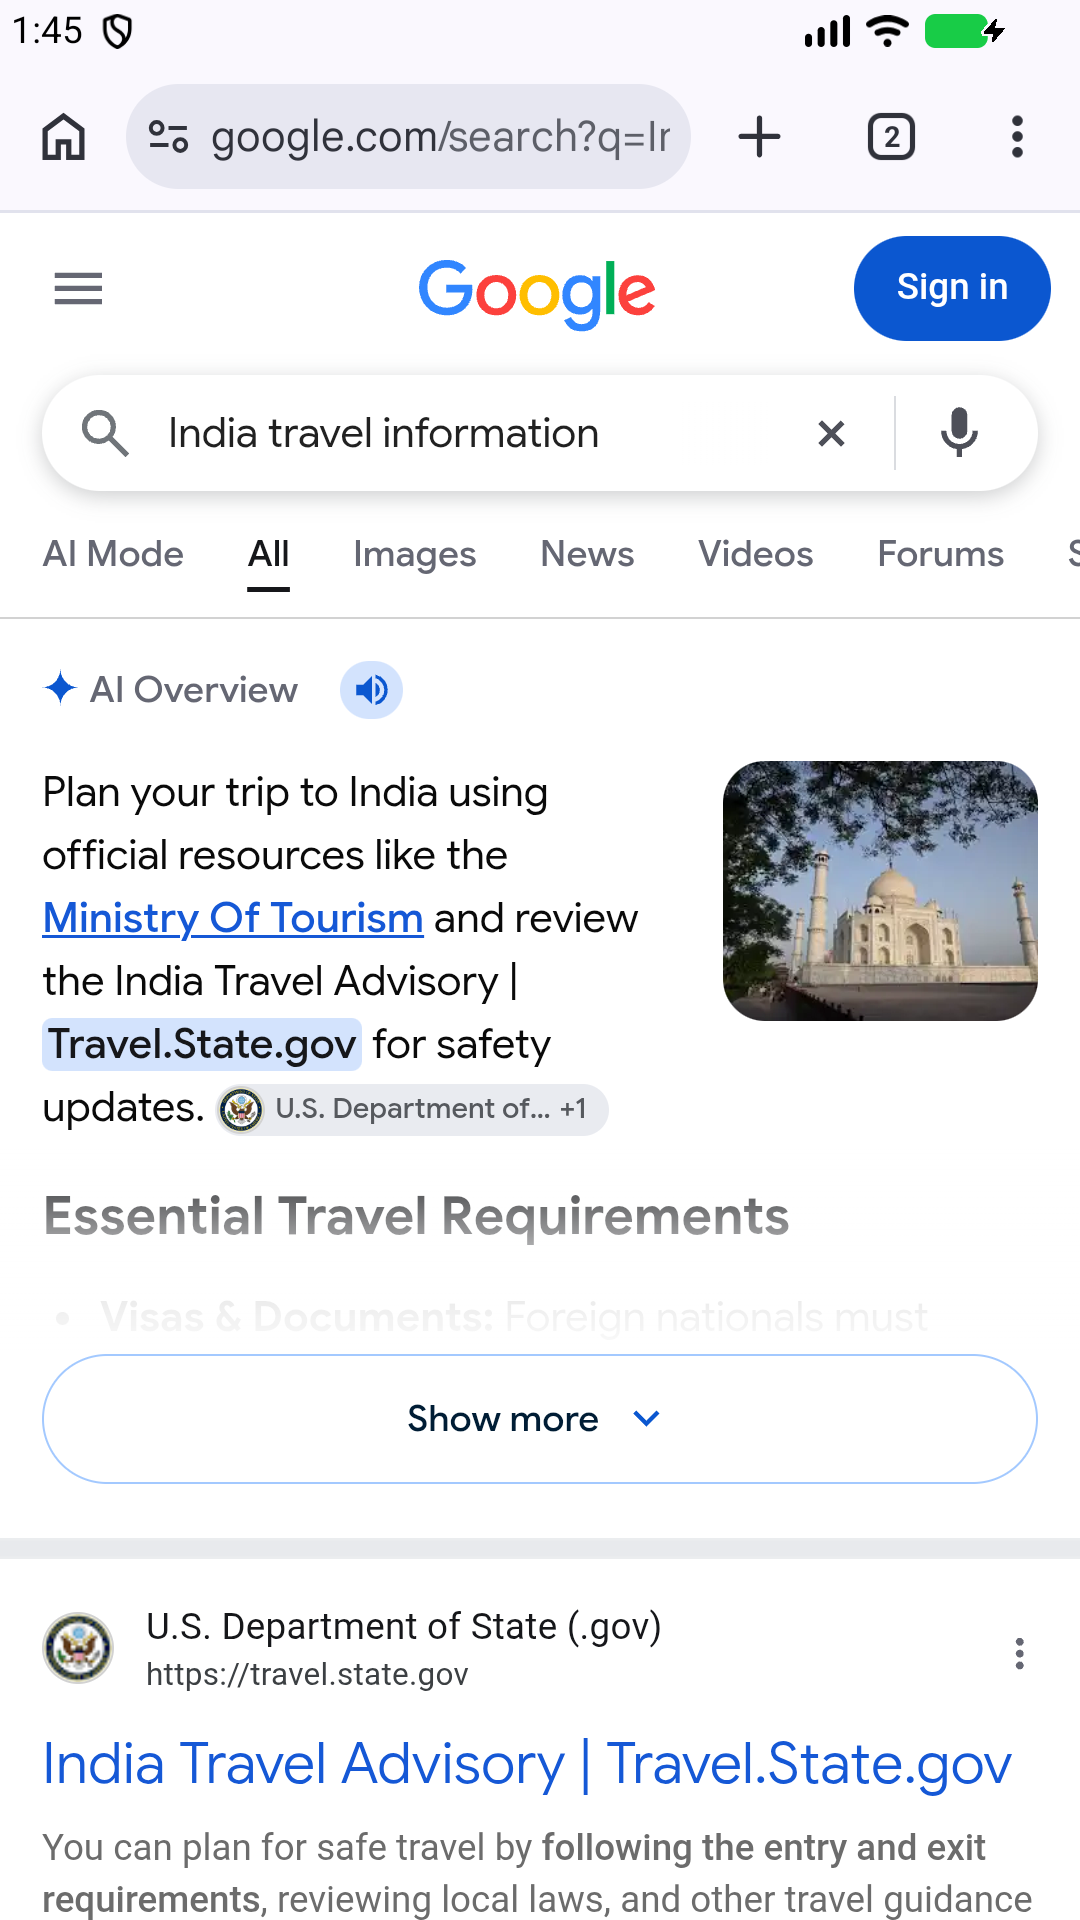 1:45
google.com/search?q=Ir
2
Google
Sign in
India travel information
AI Mode All Images News Videos Forums S
AI Overview
Plan your trip to India using
official resources like the
Ministry Of Tourism and review
the India Travel Advisory |
Travel.State.gov for safety
updates. U.S. Department of... +1
Essential Travel Requirements
• Visas & Documents: Foreign nationals must
Show more
U.S. Department of State (.gov)
https://travel.state.gov
India Travel Advisory | Travel.State.gov
You can plan for safe travel by following the entry and exit
requirements, reviewing local laws, and other travel guidance